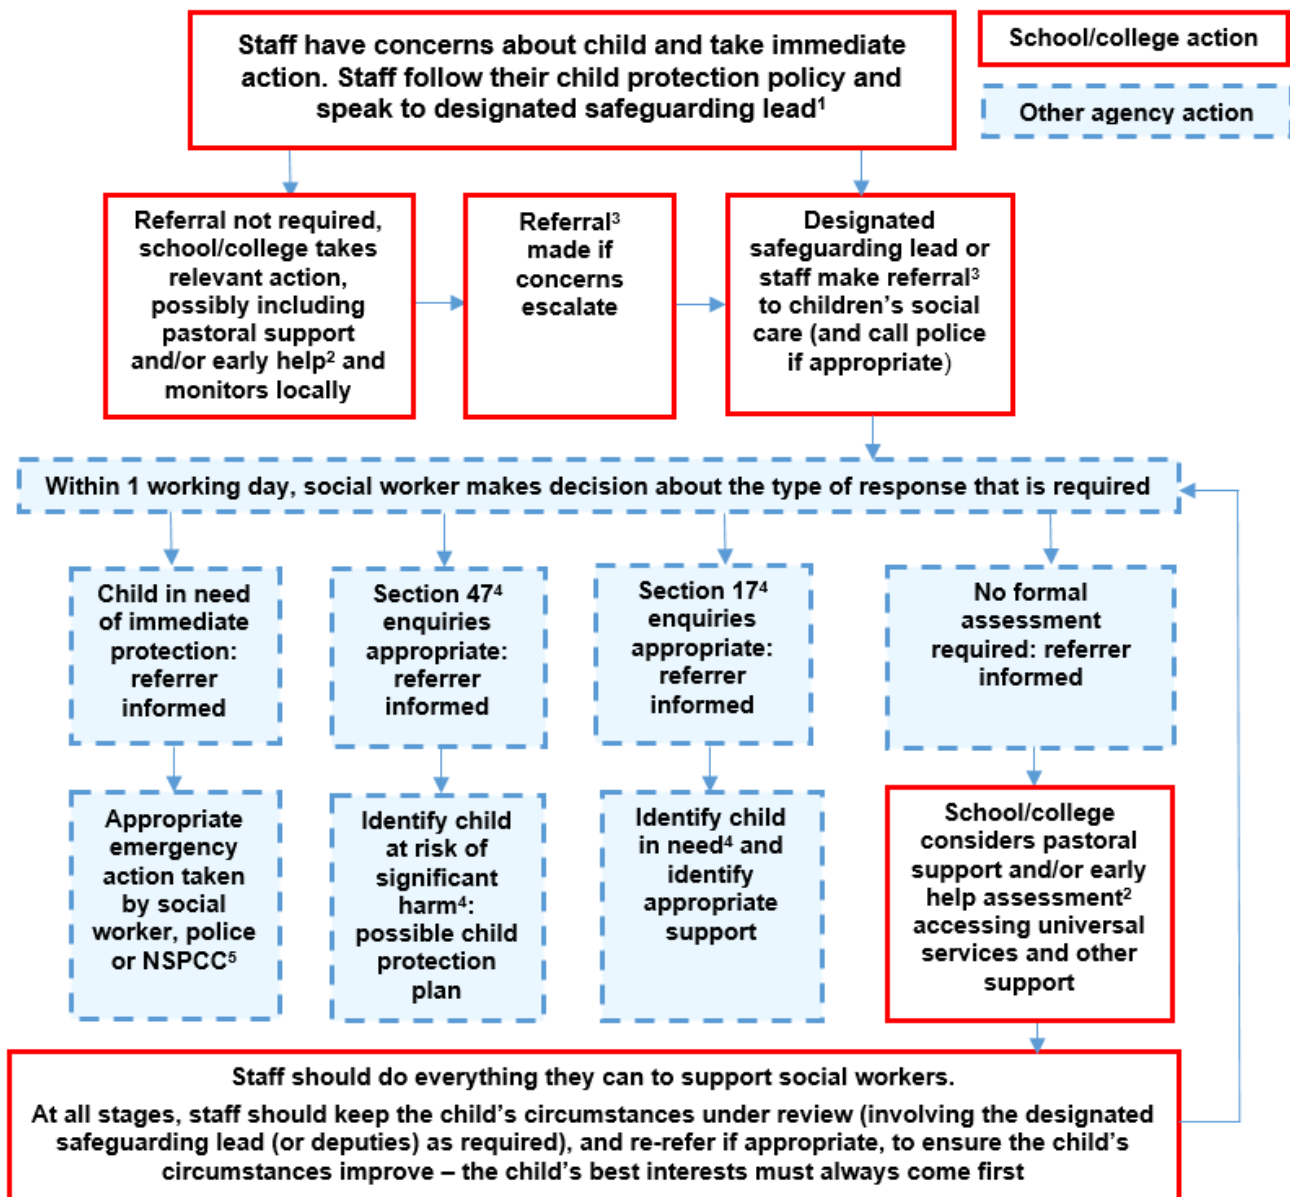 Staff have concerns about child and take immediate
action. Staff follow their child protection policy and
speak to designated safeguarding lead¹
School/college action
Other agency action
Referral not required,
school/college takes
relevant action,
possibly including
pastoral support
and/or early help² and
monitors locally
Referral³
made if
concerns
escalate
Designated
safeguarding lead or
staff make referral³
to children’s social
care (and call police
if appropriate)
Within 1 working day, social worker makes decision about the type of response that is required
Child in need
of immediate
protection:
referrer
informed
Section 47⁴
enquiries
appropriate:
referrer
informed
Section 17⁴
enquiries
appropriate:
referrer
informed
No formal
assessment
required: referrer
informed
Appropriate
emergency
action taken
by social
worker, police
or NSPCC⁵
Identify child
at risk of
significant
harm⁴:
possible child
protection
plan
Identify child
in need⁴ and
identify
appropriate
support
School/college
considers pastoral
support and/or early
help assessment²
accessing universal
services and other
support
Staff should do everything they can to support social workers.
At all stages, staff should keep the child’s circumstances under review (involving the designated
safeguarding lead (or deputies) as required), and re-refer if appropriate, to ensure the child’s
circumstances improve – the child’s best interests must always come first